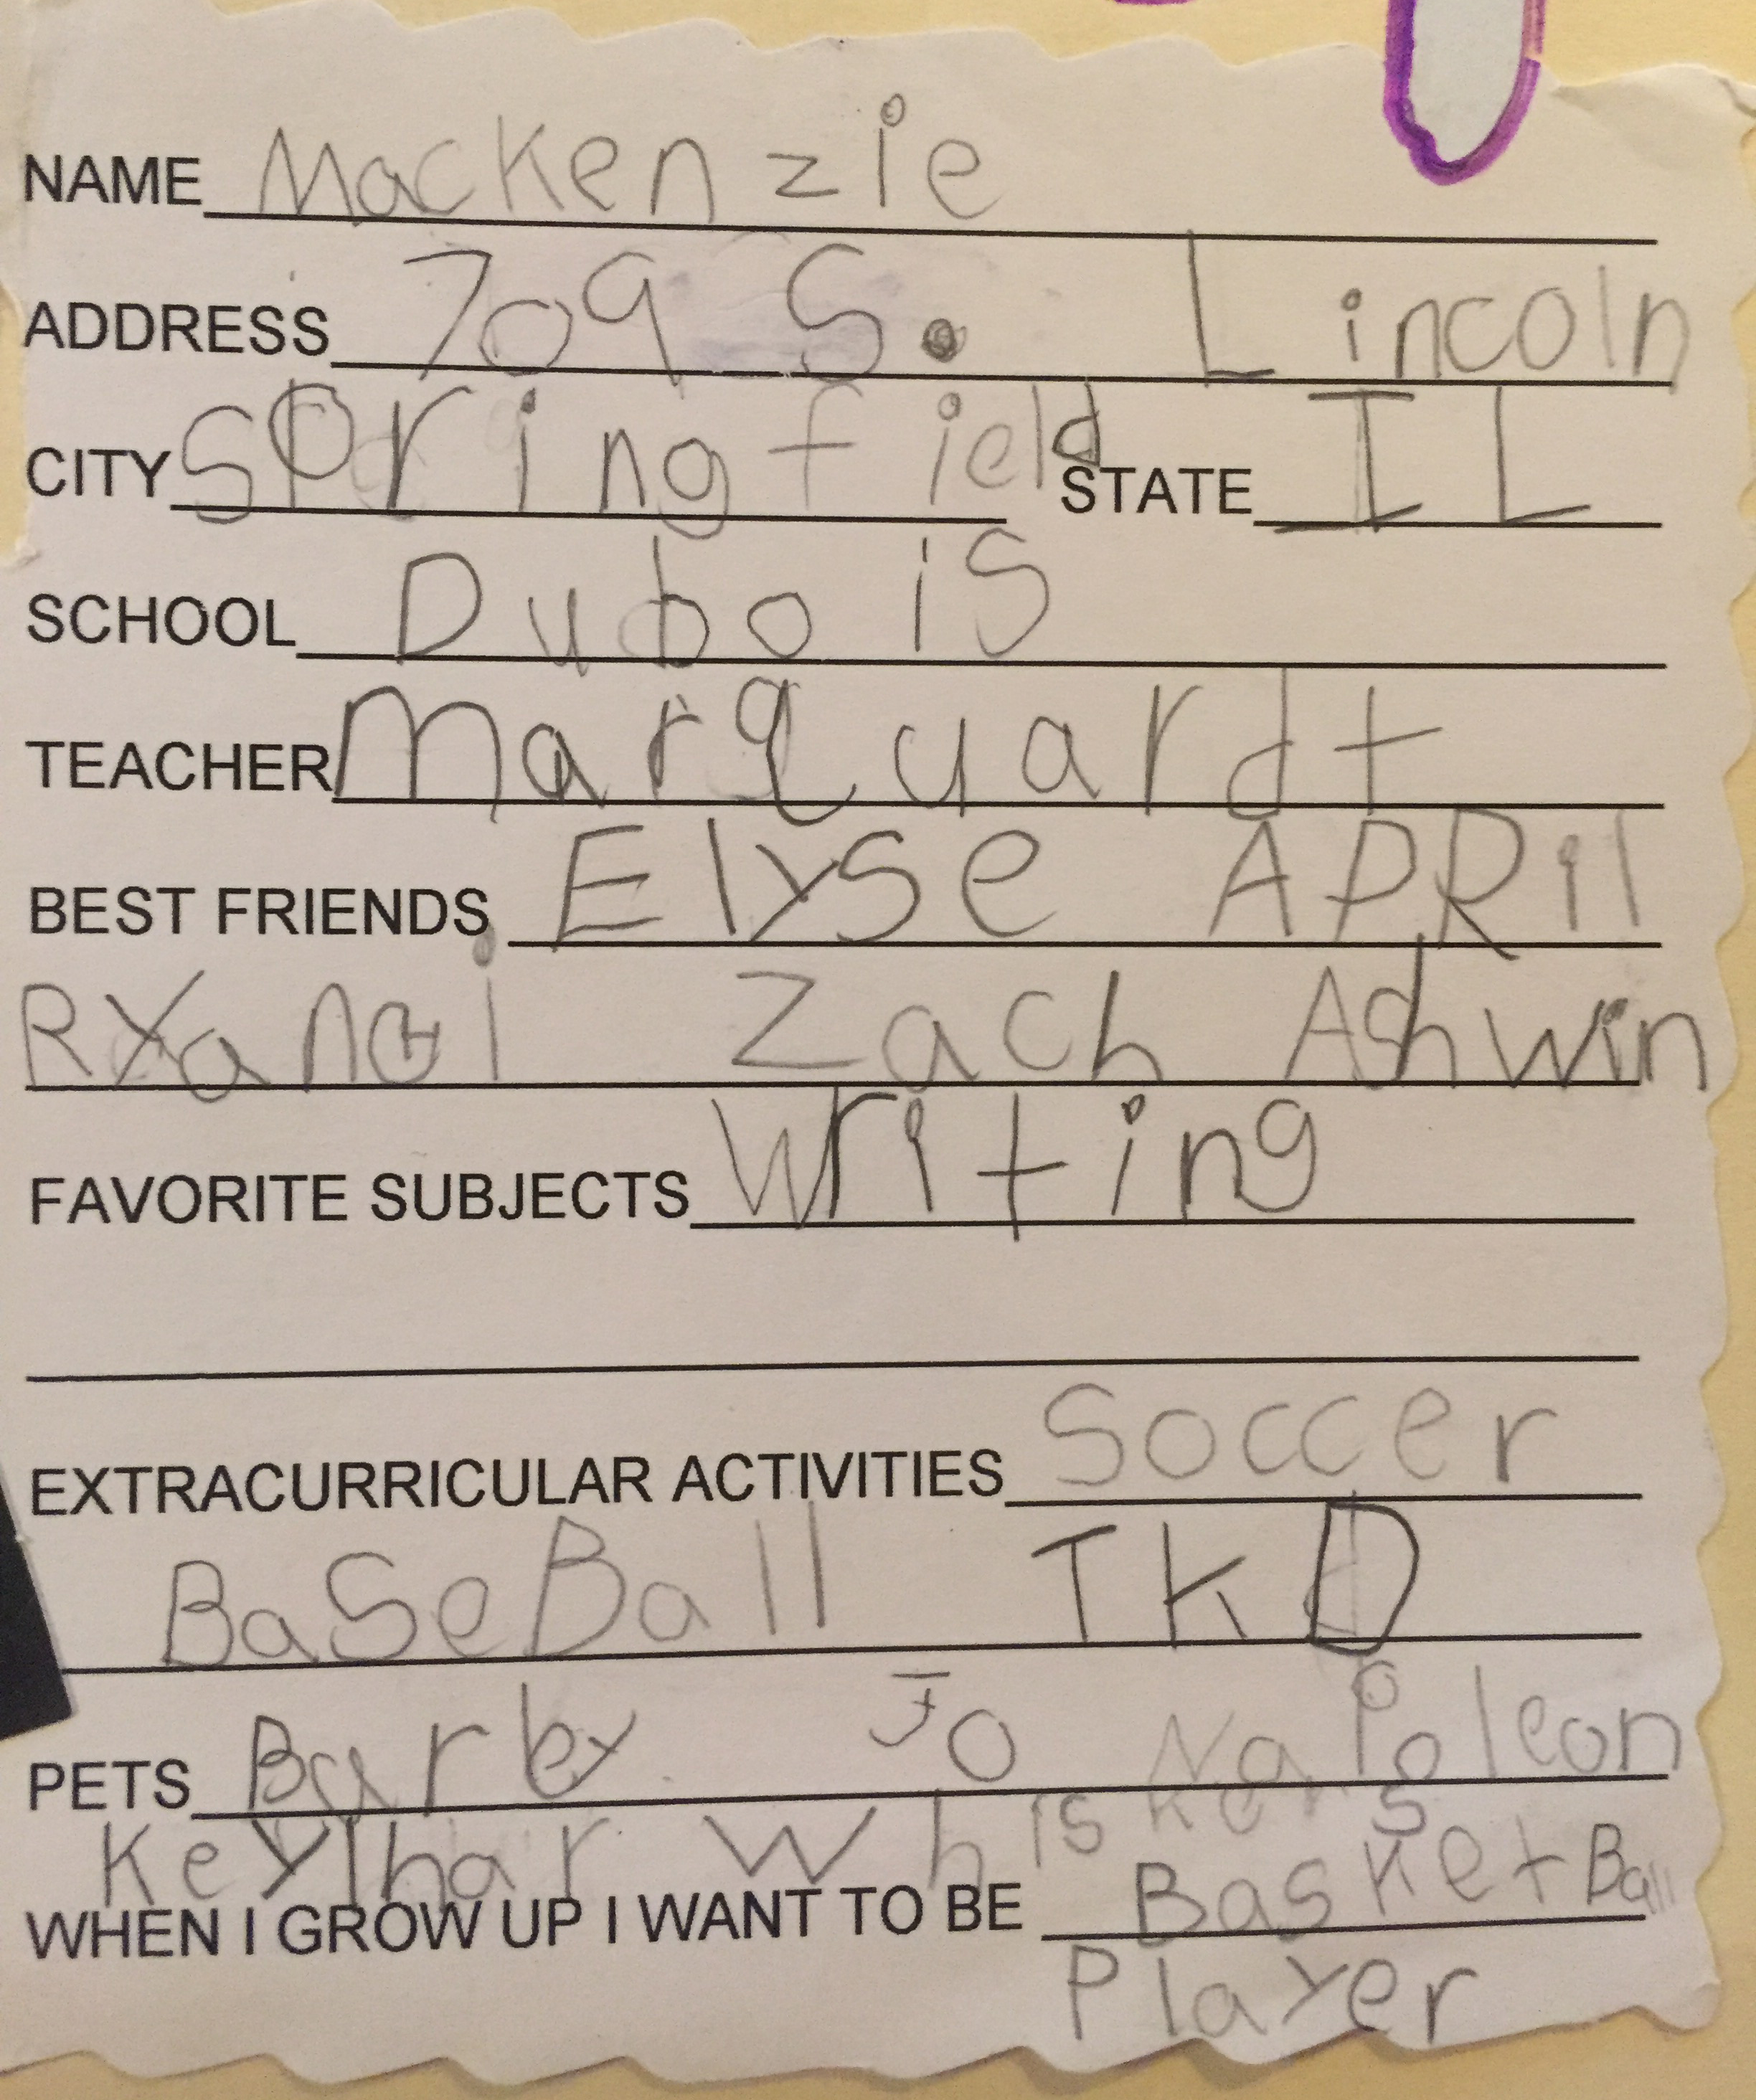 NAME Mackenzie
ADDRESS 709 S. Lincoln
CITY SPringfield STATE IL
SCHOOL Dubois
TEACHER Marquardt
BEST FRIENDS Elyse APRil
Zach Ashwin
FAVORITE SUBJECTS Writing
EXTRACURRICULAR ACTIVITIES Soccer
BaSeBall TKD
PETS Jo NaPoleon
Whiskers
WHEN I GROW UP I WANT TO BE BasketBall
Player